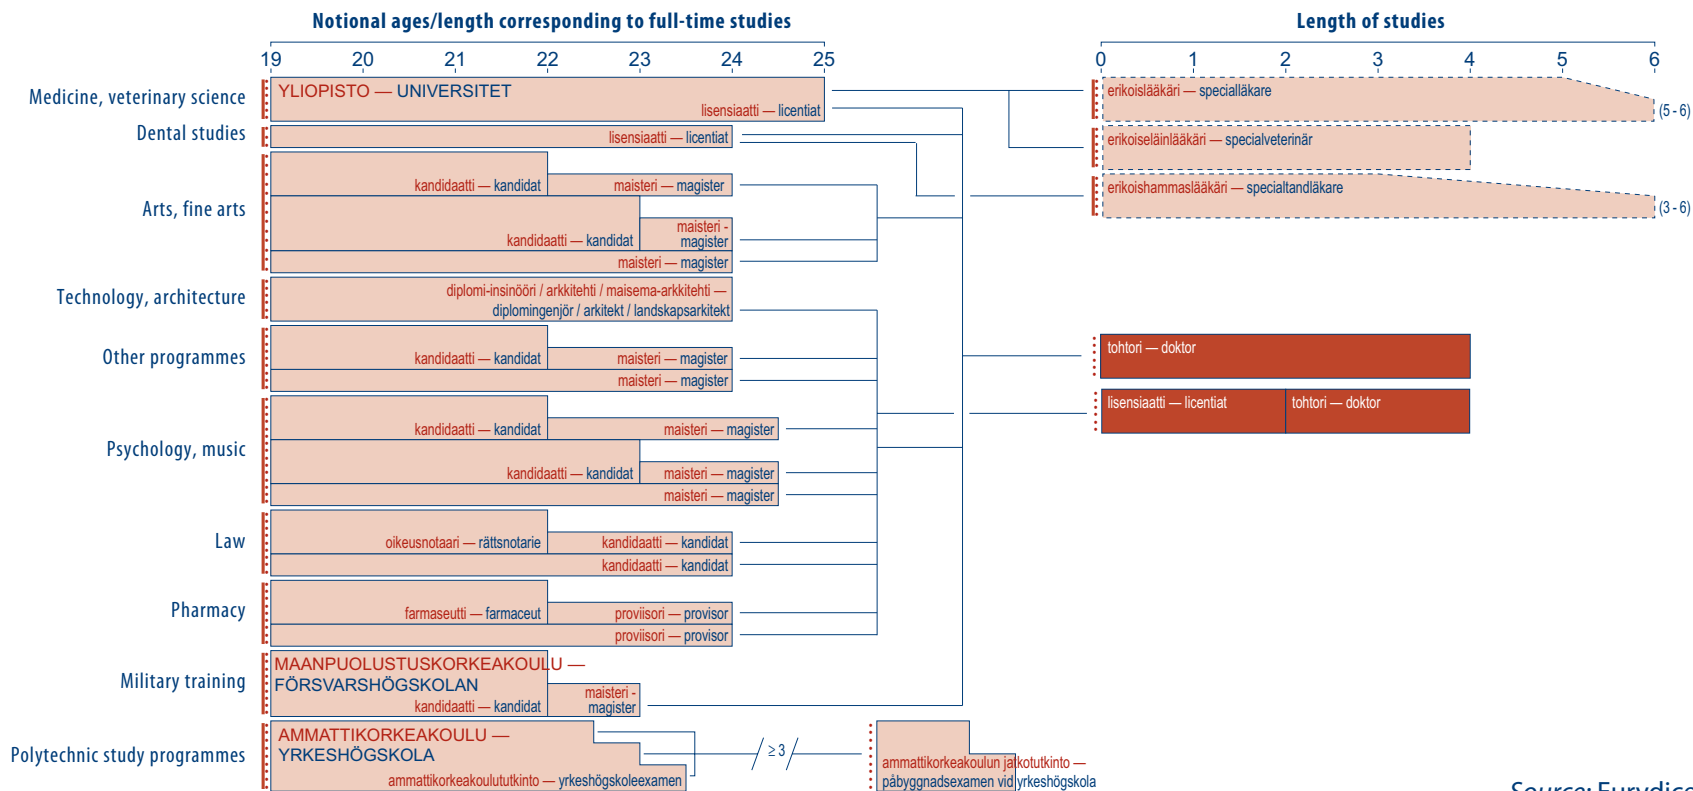 Notional ages/length corresponding to full-time studies
Length of studies
19 20 21 22 23 24 25
0 1 2 3 4 5 6
Medicine, veterinary science
YLIOPISTO — UNIVERSITET
lisensiaatti — licentiat
erikoislääkäri — specialläkare
(5 - 6)
Dental studies
lisensiaatti — licentiat
erikoiseläinlääkäri — specialveterinär
Arts, fine arts
kandidaatti — kandidat
maisteri — magister
erikoishammaslääkäri — specialtandläkare
(3 - 6)
kandidaatti — kandidat
maisteri -
magister
maisteri — magister
Technology, architecture
diplomi-insinööri / arkkitehti / maisema-arkkitehti —
diplomingenjör / arkitekt / landskapsarkitekt
Other programmes
kandidaatti — kandidat
maisteri — magister
maisteri — magister
tohtori — doktor
lisensiaatti — licentiat
tohtori — doktor
Psychology, music
kandidaatti — kandidat
maisteri — magister
kandidaatti — kandidat
maisteri — magister
maisteri — magister
Law
oikeusnotaari — rättsnotarie
kandidaatti — kandidat
kandidaatti — kandidat
Pharmacy
farmaseutti — farmaceut
proviisori — provisor
proviisori — provisor
Military training
MAANPUOLUSTUSKORKEAKOULU —
FÖRSVARSHÖGSKOLAN
kandidaatti — kandidat
maisteri -
magister
Polytechnic study programmes
AMMATTIKORKEAKOULU —
YRKESHÖGSKOLA
ammattikorkeakoulututkinto — yrkeshögskoleexamen
≥ 3
ammattikorkeakoulun jatkotutkinto —
påbyggnadsexamen vid yrkeshögskola
Source: Eurydice